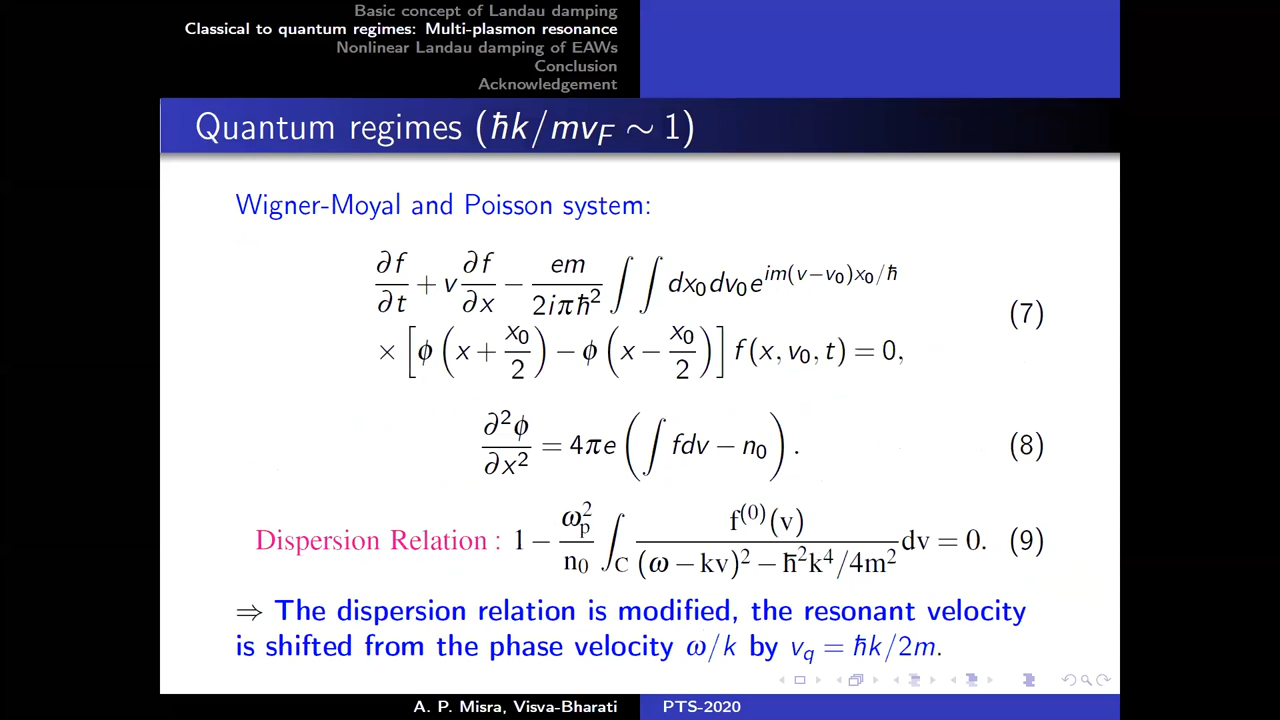 Basic concept of Landau damping
Classical to quantum regimes: Multi-plasmon resonance
Nonlinear Landau damping of EAWs
Conclusion
Acknowledgement
Quantum regimes (ℏk/mv_F ∼ 1)
Wigner-Moyal and Poisson system:
∂f/∂t + v ∂f/∂x − em/2iπℏ² ∫∫ dx₀dv₀e^{im(v−v₀)x₀/ℏ}
× [ϕ(x + x₀/2) − ϕ(x − x₀/2)] f(x, v₀, t) = 0, (7)
∂²ϕ/∂x² = 4πe (∫ fdv − n₀). (8)
Dispersion Relation : 1 − ω_p²/n₀ ∫_C f^{(0)}(v)/((ω − kv)² − ℏ²k⁴/4m²) dv = 0. (9)
⇒ The dispersion relation is modified, the resonant velocity
is shifted from the phase velocity ω/k by v_q = ℏk/2m.
A. P. Misra, Visva-Bharati PTS-2020